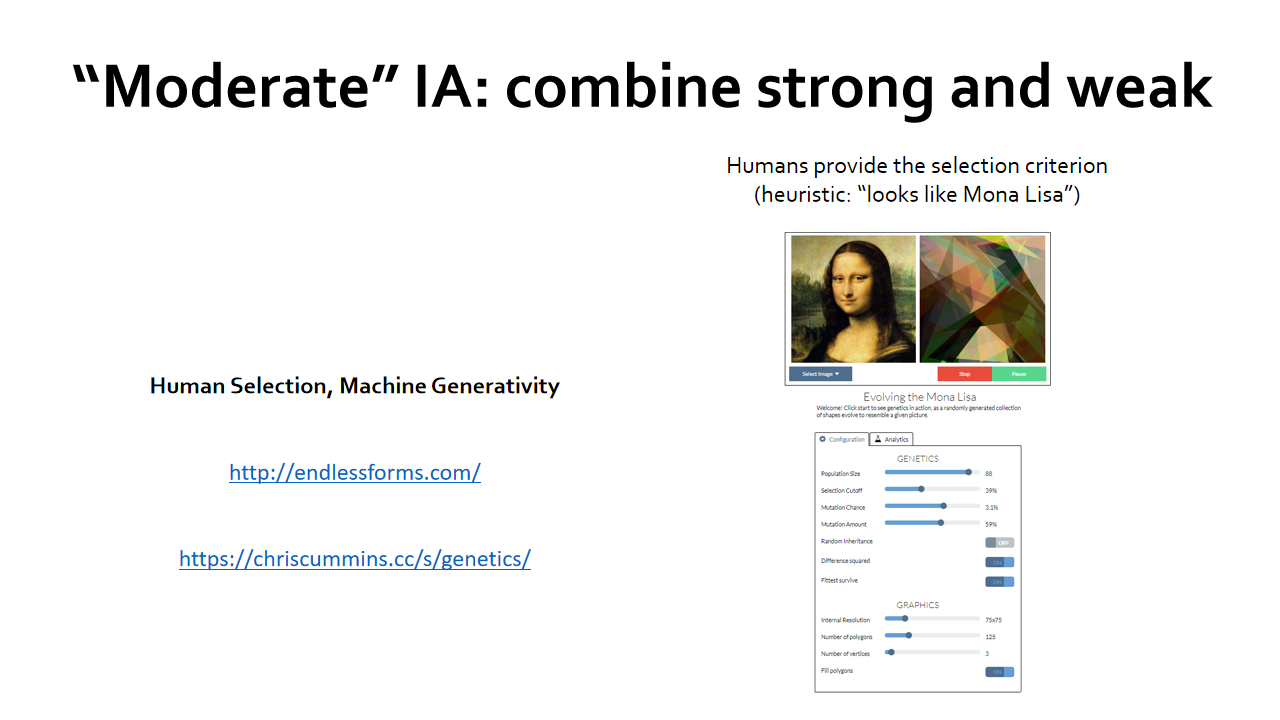 “Moderate” IA: combine strong and weak
Humans provide the selection criterion
(heuristic: “looks like Mona Lisa”)
Human Selection, Machine Generativity
http://endlessforms.com/
https://chriscummins.cc/s/genetics/
Select Image
Stop
Pause
Evolving the Mona Lisa
Welcome! Click start to see genetics in action, as a randomly generated collection
of shapes evolve to resemble a given picture.
Configuration
Analytics
GENETICS
Population Size 88
Selection Cutoff 39%
Mutation Chance 3.1%
Mutation Amount 59%
Random Inheritance OFF
Difference squared ON
Fittest survive ON
GRAPHICS
Internal Resolution 75x75
Number of polygons 125
Number of vertices 3
Fill polygons ON